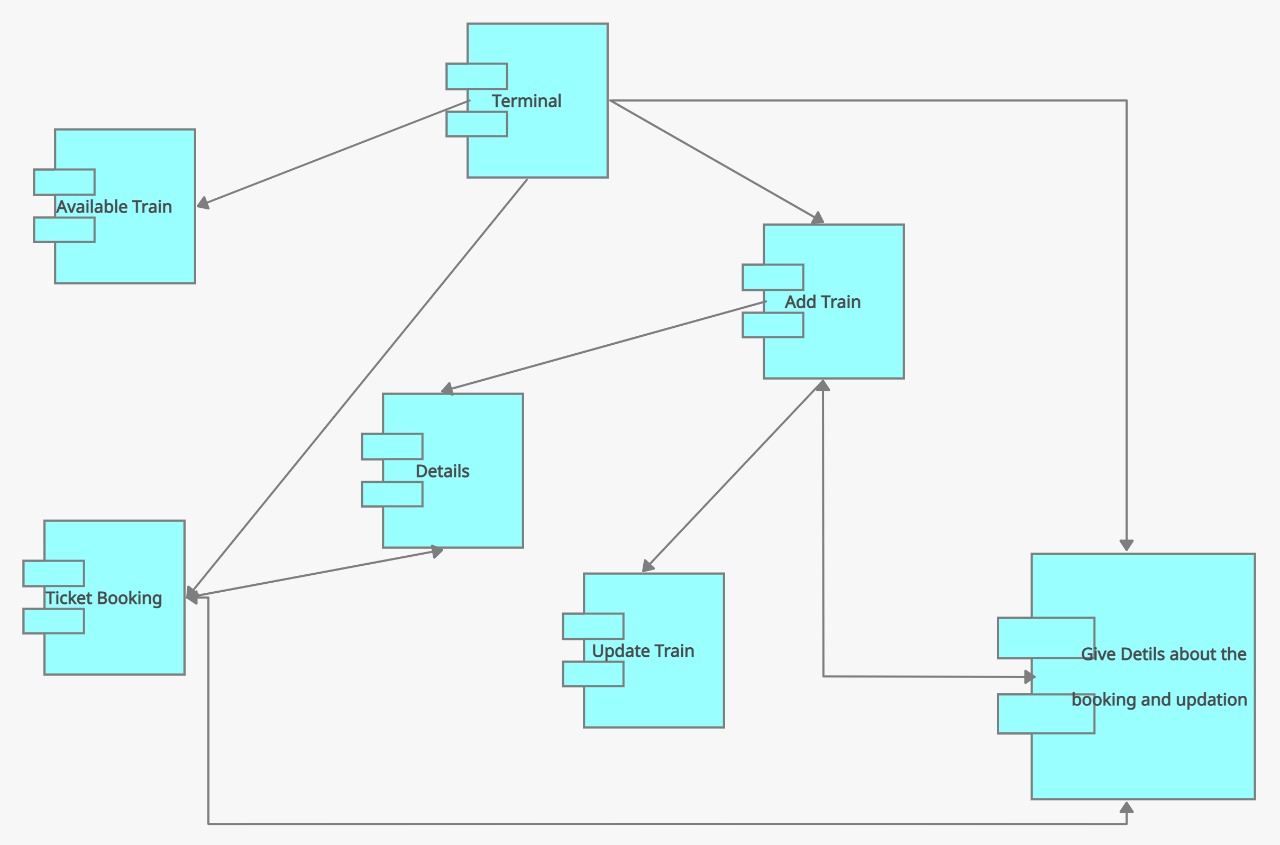 Terminal
Available Train
Add Train
Details
Ticket Booking
Update Train
Give Detils about the
booking and updation